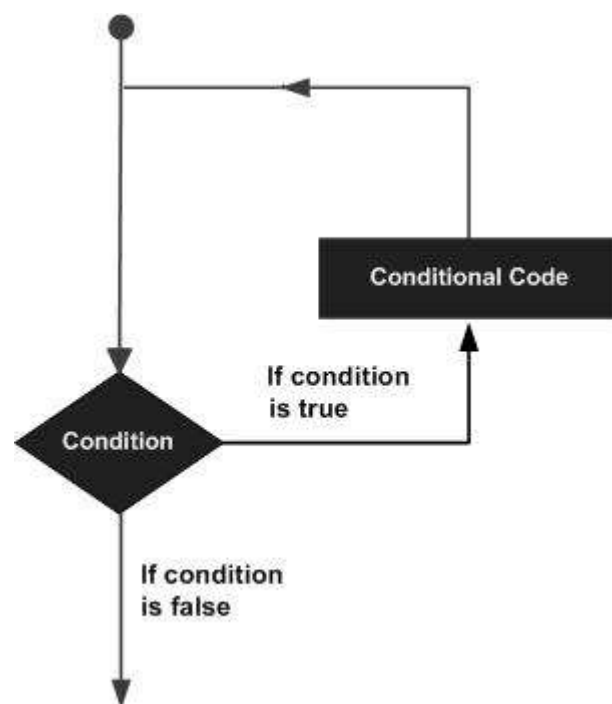 Conditional Code
If condition
is true
Condition
If condition
is false